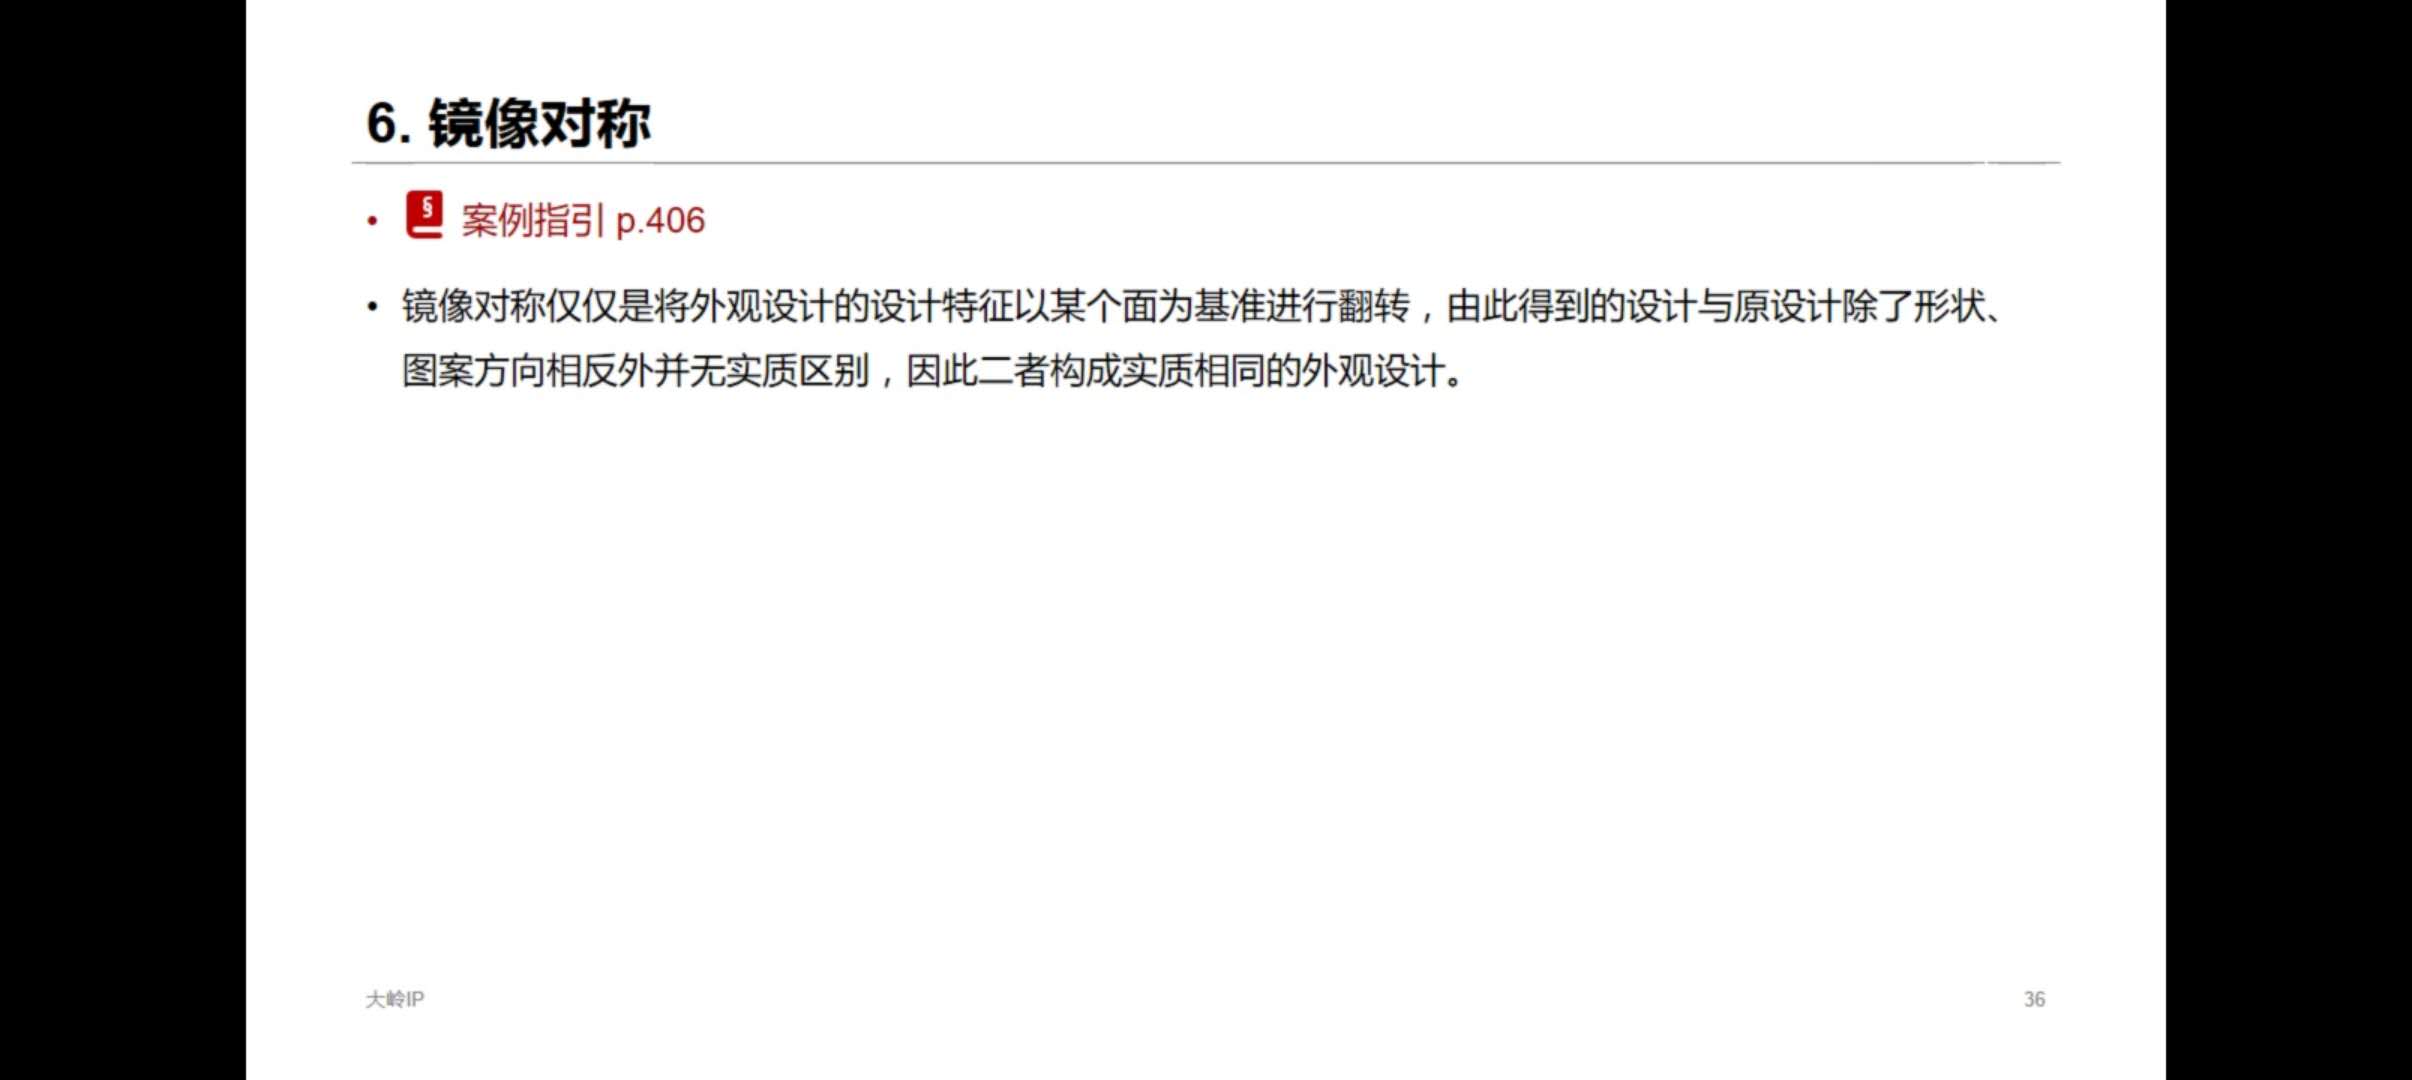 6. 镜像对称
• § 案例指引 p.406
• 镜像对称仅仅是将外观设计的设计特征以某个面为基准进行翻转，由此得到的设计与原设计除了形状、
图案方向相反外并无实质区别，因此二者构成实质相同的外观设计。
大岭IP
36